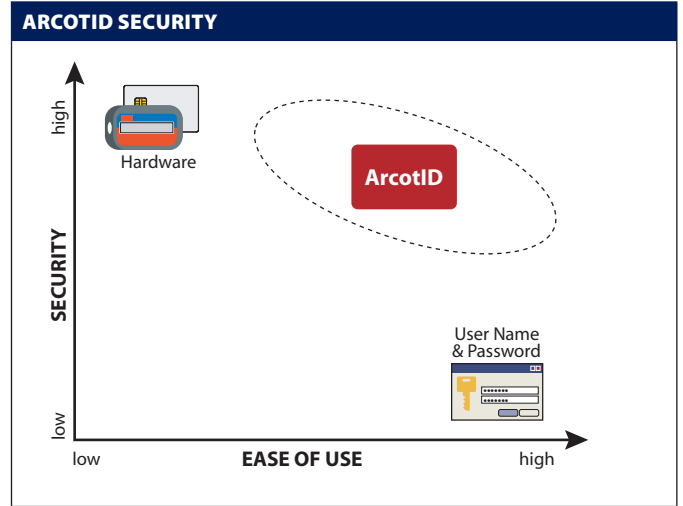 ARCOTID SECURITY
high
Hardware
ArcotID
SECURITY
User Name
& Password
low
low
EASE OF USE
high